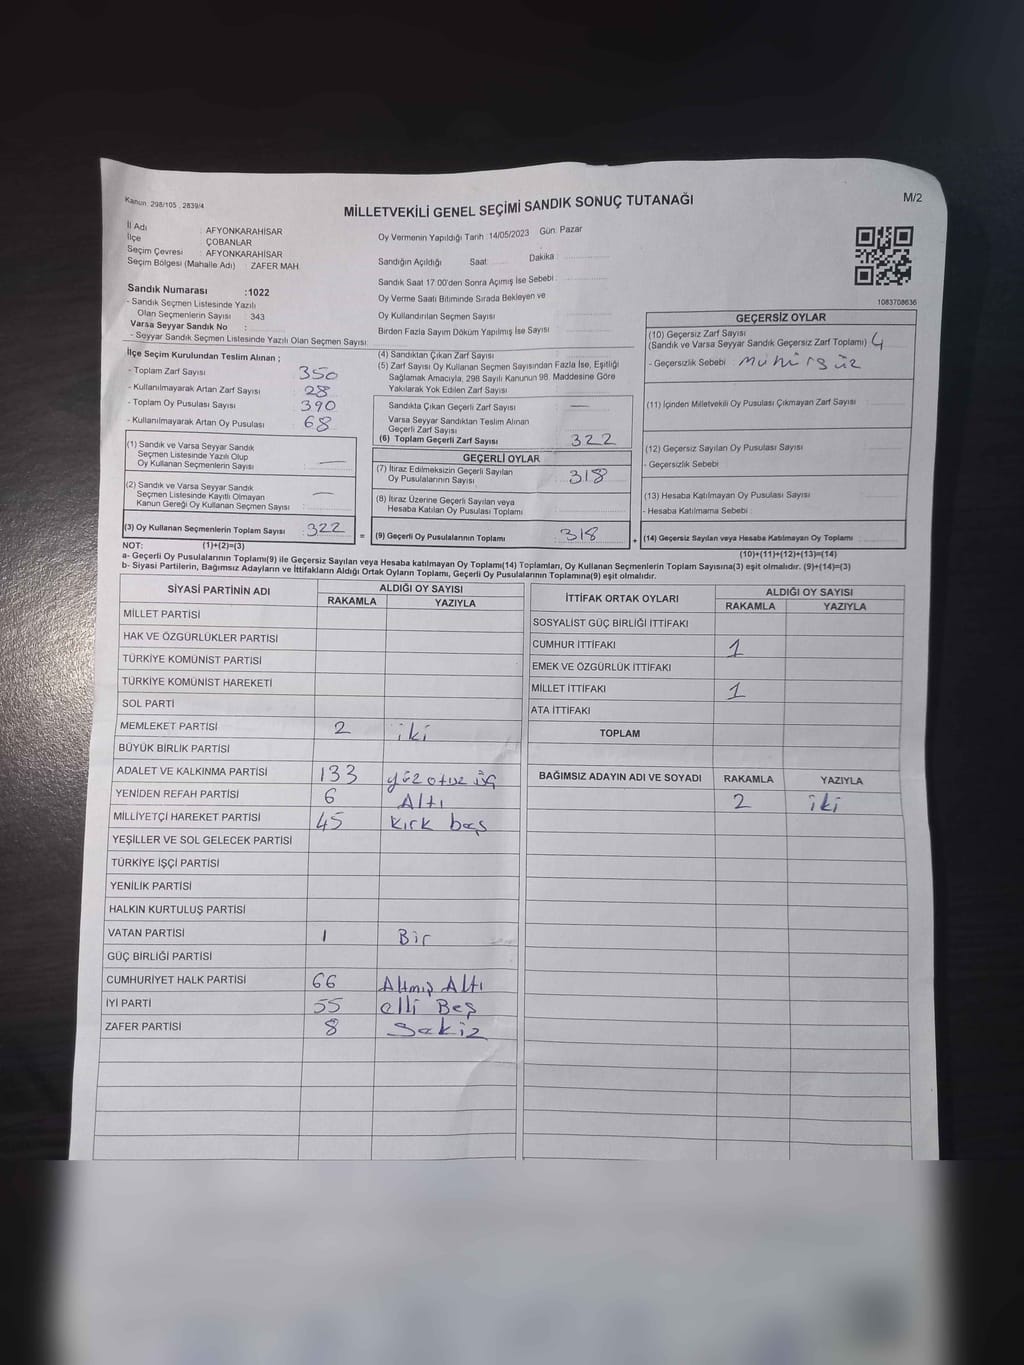 Kanun: 298/105 , 2839/4
M/2
MİLLETVEKİLİ GENEL SEÇİMİ SANDIK SONUÇ TUTANAĞI
İl Adı : AFYONKARAHİSAR
İlçe : ÇOBANLAR
Seçim Çevresi : AFYONKARAHİSAR
Seçim Bölgesi (Mahalle Adı) : ZAFER MAH
Sandık Numarası :1022
- Sandık Seçmen Listesinde Yazılı
Olan Seçmenlerin Sayısı : 343
Varsa Seyyar Sandık No :
- Seyyar Sandık Seçmen Listesinde Yazılı Olan Seçmen Sayısı:
Oy Vermenin Yapıldığı Tarih :14/05/2023 Gün: Pazar
Sandığın Açıldığı Saat Dakika
Sandık Saat 17:00'den Sonra Açımış İse Sebebi :
Oy Verme Saati Bitiminde Sırada Bekleyen ve
Oy Kullandırılan Seçmen Sayısı
Birden Fazla Sayım Döküm Yapılmış İse Sayısı
1083708636
İlçe Seçim Kurulundan Teslim Alınan ;
- Toplam Zarf Sayısı 350
- Kullanılmayarak Artan Zarf Sayısı 28
- Toplam Oy Pusulası Sayısı 390
- Kullanılmayarak Artan Oy Pusulası 68
(1) Sandık ve Varsa Seyyar Sandık
Seçmen Listesinde Yazılı Olup
Oy Kullanan Seçmenlerin Sayısı —
(2) Sandık ve Varsa Seyyar Sandık
Seçmen Listesinde Kayıtlı Olmayan
Kanun Gereği Oy Kullanan Seçmen Sayısı —
(3) Oy Kullanan Seçmenlerin Toplam Sayısı 322
(4) Sandıktan Çıkan Zarf Sayısı
(5) Zarf Sayısı Oy Kullanan Seçmen Sayısından Fazla İse, Eşitliği
Sağlamak Amacıyla, 298 Sayılı Kanunun 98. Maddesine Göre
Yakılarak Yok Edilen Zarf Sayısı
Sandıkta Çıkan Geçerli Zarf Sayısı —
Varsa Seyyar Sandıktan Teslim Alınan
Geçerli Zarf Sayısı
(6) Toplam Geçerli Zarf Sayısı 322
GEÇERLİ OYLAR
(7) İtiraz Edilmeksizin Geçerli Sayılan
Oy Pusulalarının Sayısı 318
(8) İtiraz Üzerine Geçerli Sayılan veya
Hesaba Katılan Oy Pusulası Toplamı
= (9) Geçerli Oy Pusulalarının Toplamı 318
GEÇERSİZ OYLAR
(10) Geçersiz Zarf Sayısı
(Sandık ve Varsa Seyyar Sandık Geçersiz Zarf Toplamı) 4
- Geçersizlik Sebebi mühürsüz
(11) İçinden Milletvekili Oy Pusulası Çıkmayan Zarf Sayısı
(12) Geçersiz Sayılan Oy Pusulası Sayısı
- Geçersizlik Sebebi
(13) Hesaba Katılmayan Oy Pusulası Sayısı
- Hesaba Katılmama Sebebi :
+ (14) Geçersiz Sayılan veya Hesaba Katılmayan Oy Toplamı
NOT: (1)+(2)=(3)
(10)+(11)+(12)+(13)=(14)
a- Geçerli Oy Pusulalarının Toplamı(9) ile Geçersiz Sayılan veya Hesaba katılmayan Oy Toplamı(14) Toplamları, Oy Kullanan Seçmenlerin Toplam Sayısına(3) eşit olmalıdır. (9)+(14)=(3)
b- Siyasi Partilerin, Bağımsız Adayların ve İttifakların Aldığı Ortak Oyların Toplamı, Geçerli Oy Pusulalarının Toplamına(9) eşit olmalıdır.
SİYASİ PARTİNİN ADI ALDIĞI OY SAYISI
RAKAMLA YAZIYLA
MİLLET PARTİSİ
HAK VE ÖZGÜRLÜKLER PARTİSİ
TÜRKİYE KOMÜNİST PARTİSİ
TÜRKİYE KOMÜNİST HAREKETİ
SOL PARTİ
MEMLEKET PARTİSİ 2 iki
BÜYÜK BİRLİK PARTİSİ
ADALET VE KALKINMA PARTİSİ 133 yüz otuz üç
YENİDEN REFAH PARTİSİ 6 Altı
MİLLİYETÇİ HAREKET PARTİSİ 45 kırk beş
YEŞİLLER VE SOL GELECEK PARTİSİ
TÜRKİYE İŞÇİ PARTİSİ
YENİLİK PARTİSİ
HALKIN KURTULUŞ PARTİSİ
VATAN PARTİSİ 1 Bir
GÜÇ BİRLİĞİ PARTİSİ
CUMHURİYET HALK PARTİSİ 66 Altmış Altı
İYİ PARTİ 55 elli Beş
ZAFER PARTİSİ 8 Sekiz
İTTİFAK ORTAK OYLARI ALDIĞI OY SAYISI
RAKAMLA YAZIYLA
SOSYALİST GÜÇ BİRLİĞİ İTTİFAKI
CUMHUR İTTİFAKI 1
EMEK VE ÖZGÜRLÜK İTTİFAKI
MİLLET İTTİFAKI 1
ATA İTTİFAKI
TOPLAM
BAĞIMSIZ ADAYIN ADI VE SOYADI RAKAMLA YAZIYLA
2 iki